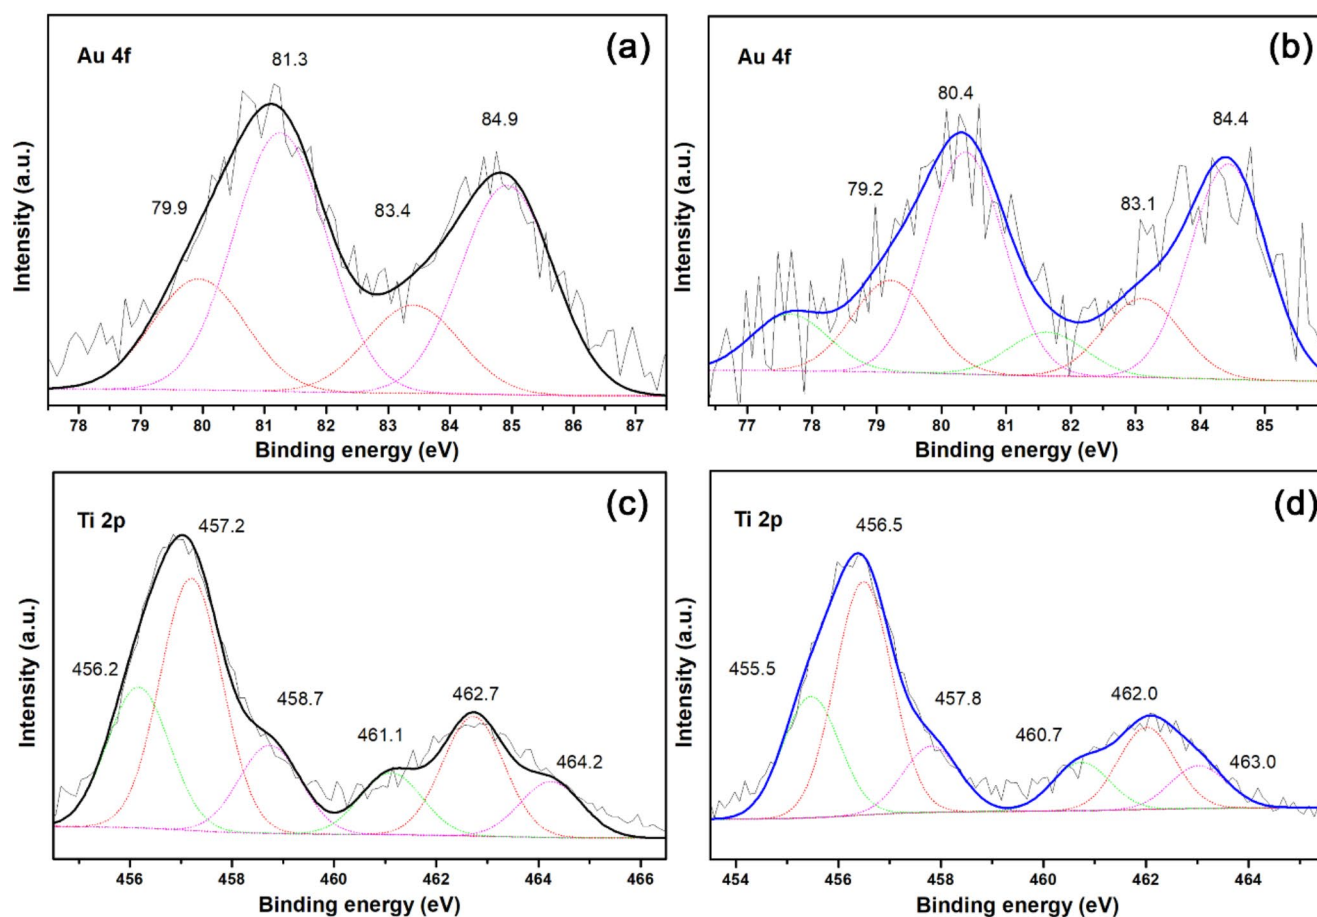 Au 4f
(a)
81.3
84.9
79.9
83.4
Intensity (a.u.)
78 79 80 81 82 83 84 85 86 87
Binding energy (eV)
Au 4f
(b)
80.4
84.4
79.2
83.1
Intensity (a.u.)
77 78 79 80 81 82 83 84 85
Binding energy (eV)
Ti 2p
(c)
457.2
456.2
458.7
462.7
461.1
464.2
Intensity (a.u.)
456 458 460 462 464 466
Binding energy (eV)
Ti 2p
(d)
456.5
455.5
457.8
462.0
460.7
463.0
Intensity (a.u.)
454 456 458 460 462 464
Binding energy (eV)